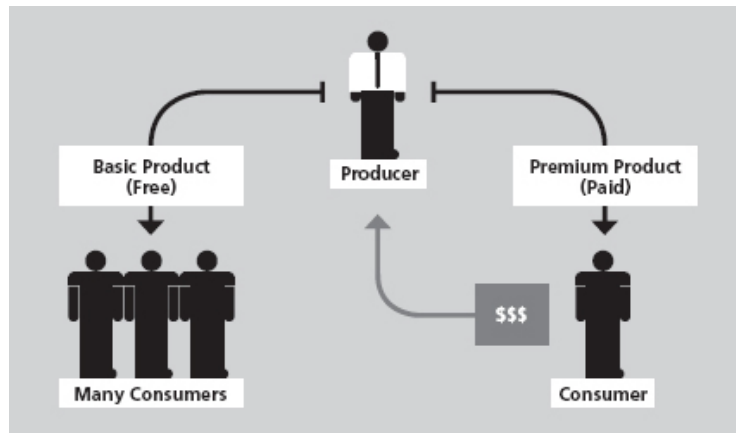 Producer
Basic Product
(Free)
Premium Product
(Paid)
$$$
Many Consumers
Consumer